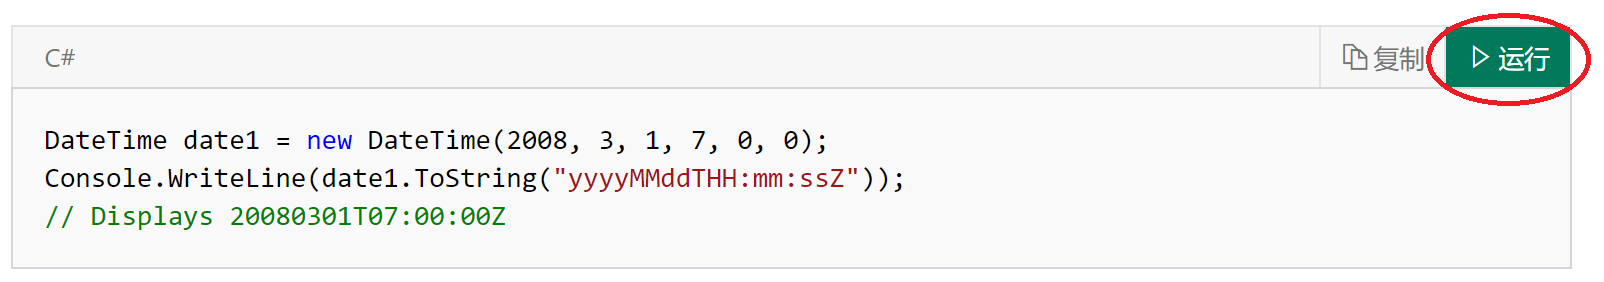 C# 复制 运行
DateTime date1 = new DateTime(2008, 3, 1, 7, 0, 0);
Console.WriteLine(date1.ToString("yyyyMMddTHH:mm:ssZ"));
// Displays 20080301T07:00:00Z